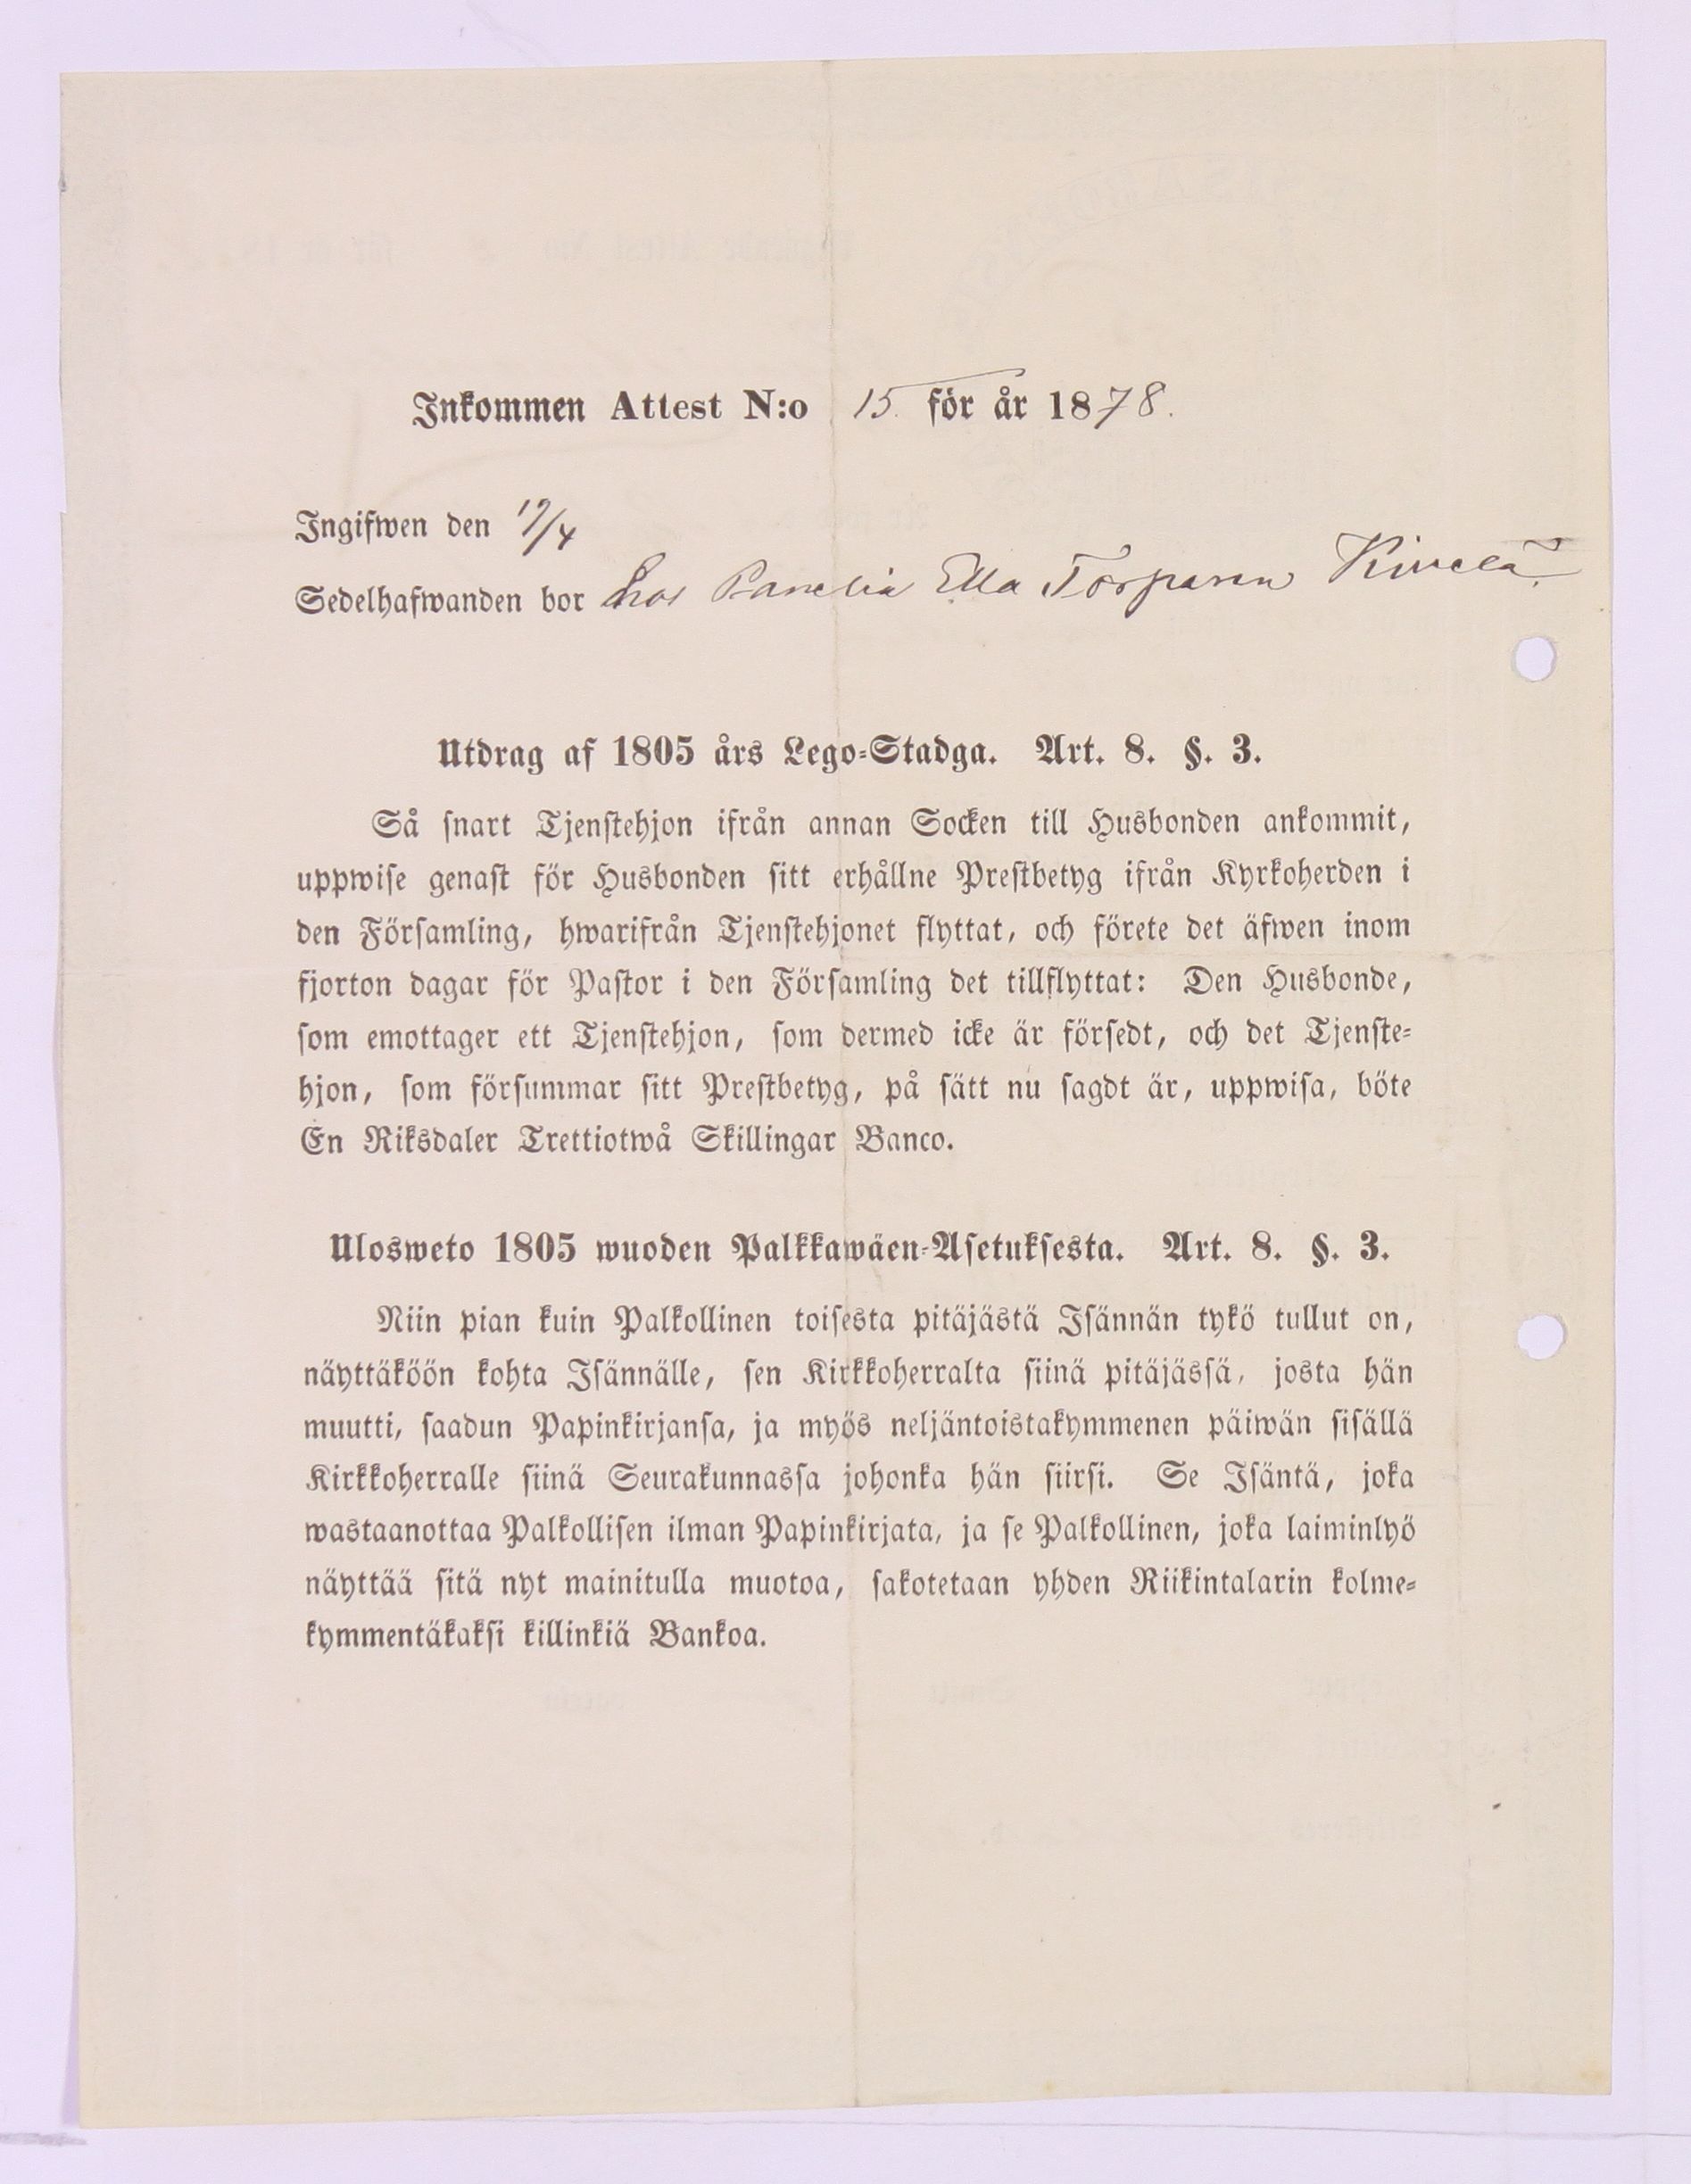 Inkommen Attest N:o 15. för år 1878.
Ingifwen den 19/4
Sedelhafwanden bor hos Panelia Ella Torparen Kivelä.
Utdrag af 1805 års Lego-Stadga. Art. 8. §. 3.
Så snart Tjenstehjon ifrån annan Socken till Husbonden ankommit,
uppwise genast för Husbonden sitt erhållne Prestbetyg ifrån Kyrkoherden i
den Församling, hwarifrån Tjenstehjonet flyttat, och förete det äfwen inom
fjorton dagar för Pastor i den Församling det tillflyttat: Den Husbonde,
som emottager ett Tjenstehjon, som dermed icke är försedt, och det Tjenste-
hjon, som försummar sitt Prestbetyg, på sätt nu sagdt är, uppwisa, böte
En Riksdaler Trettiotwå Skillingar Banco.
Ulosweto 1805 wuoden Palkkawäen-Asetuksesta. Art. 8. §. 3.
Niin pian kuin Palkollinen toisesta pitäjästä Isännän tykö tullut on,
näyttäköön kohta Isännälle, sen Kirkkoherralta siinä pitäjässä, josta hän
muutti, saadun Papinkirjansa, ja myös neljäntoistakymmenen päiwän sisällä
Kirkkoherralle siinä Seurakunnassa johonka hän siirsi. Se Isäntä, joka
wastaanottaa Palkollisen ilman Papinkirjata, ja se Palkollinen, joka laiminlyö
näyttää sitä nyt mainitulla muotoa, sakotetaan yhden Riikintalarin kolme-
kymmentäkaksi killinkiä Bankoa.